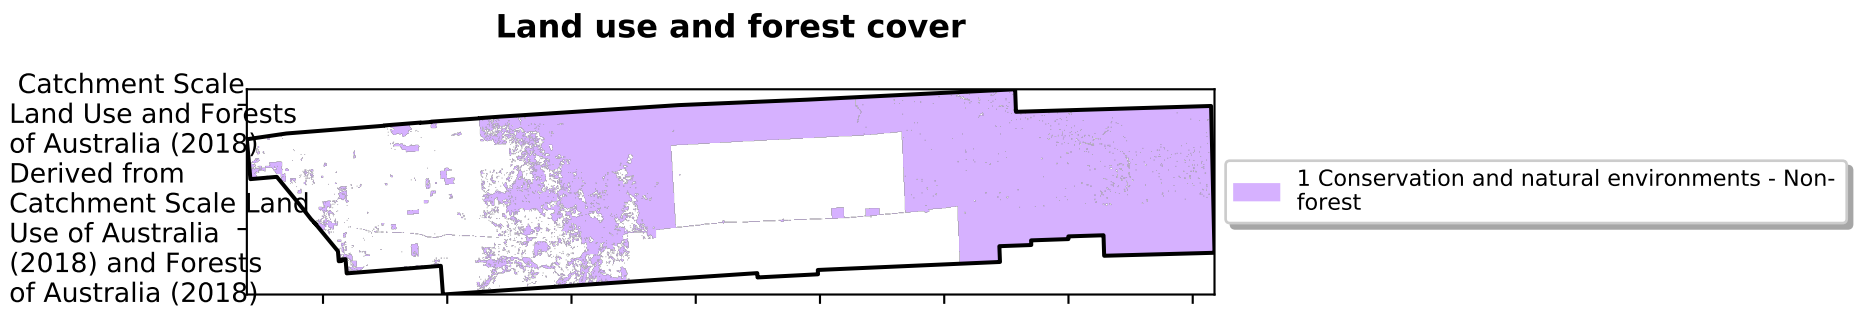 Land use and forest cover
Catchment Scale
Land Use and Forests
of Australia (2018)
Derived from
Catchment Scale Land
Use of Australia
(2018) and Forests
of Australia (2018)
1 Conservation and natural environments - Non-
forest